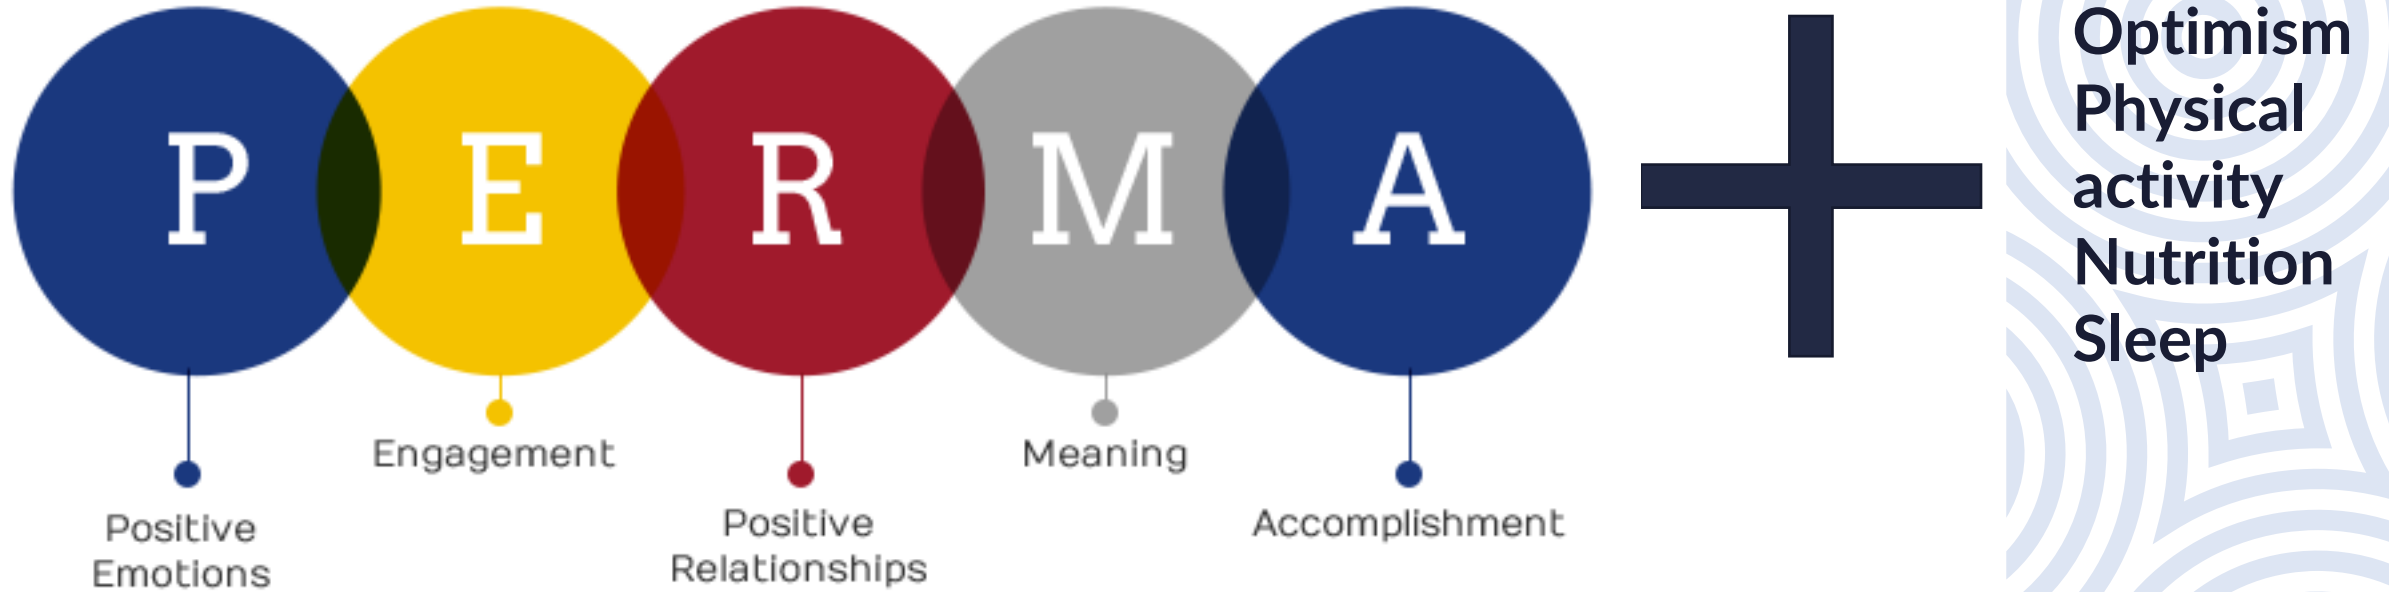 P E R M A
Positive
Emotions
Engagement
Positive
Relationships
Meaning
Accomplishment
Optimism
Physical
activity
Nutrition
Sleep